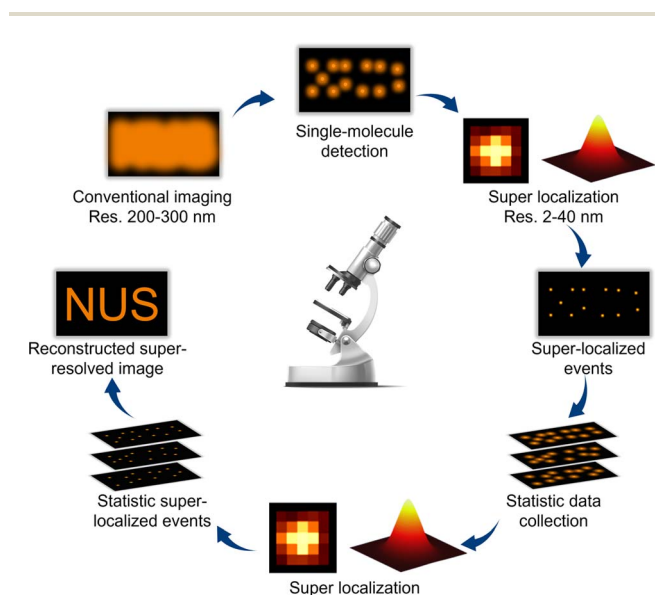 Single-molecule
detection
Conventional imaging
Res. 200-300 nm
Super localization
Res. 2-40 nm
NUS
Reconstructed super-
resolved image
Super-localized
events
Statistic super-
localized events
Statistic data
collection
Super localization